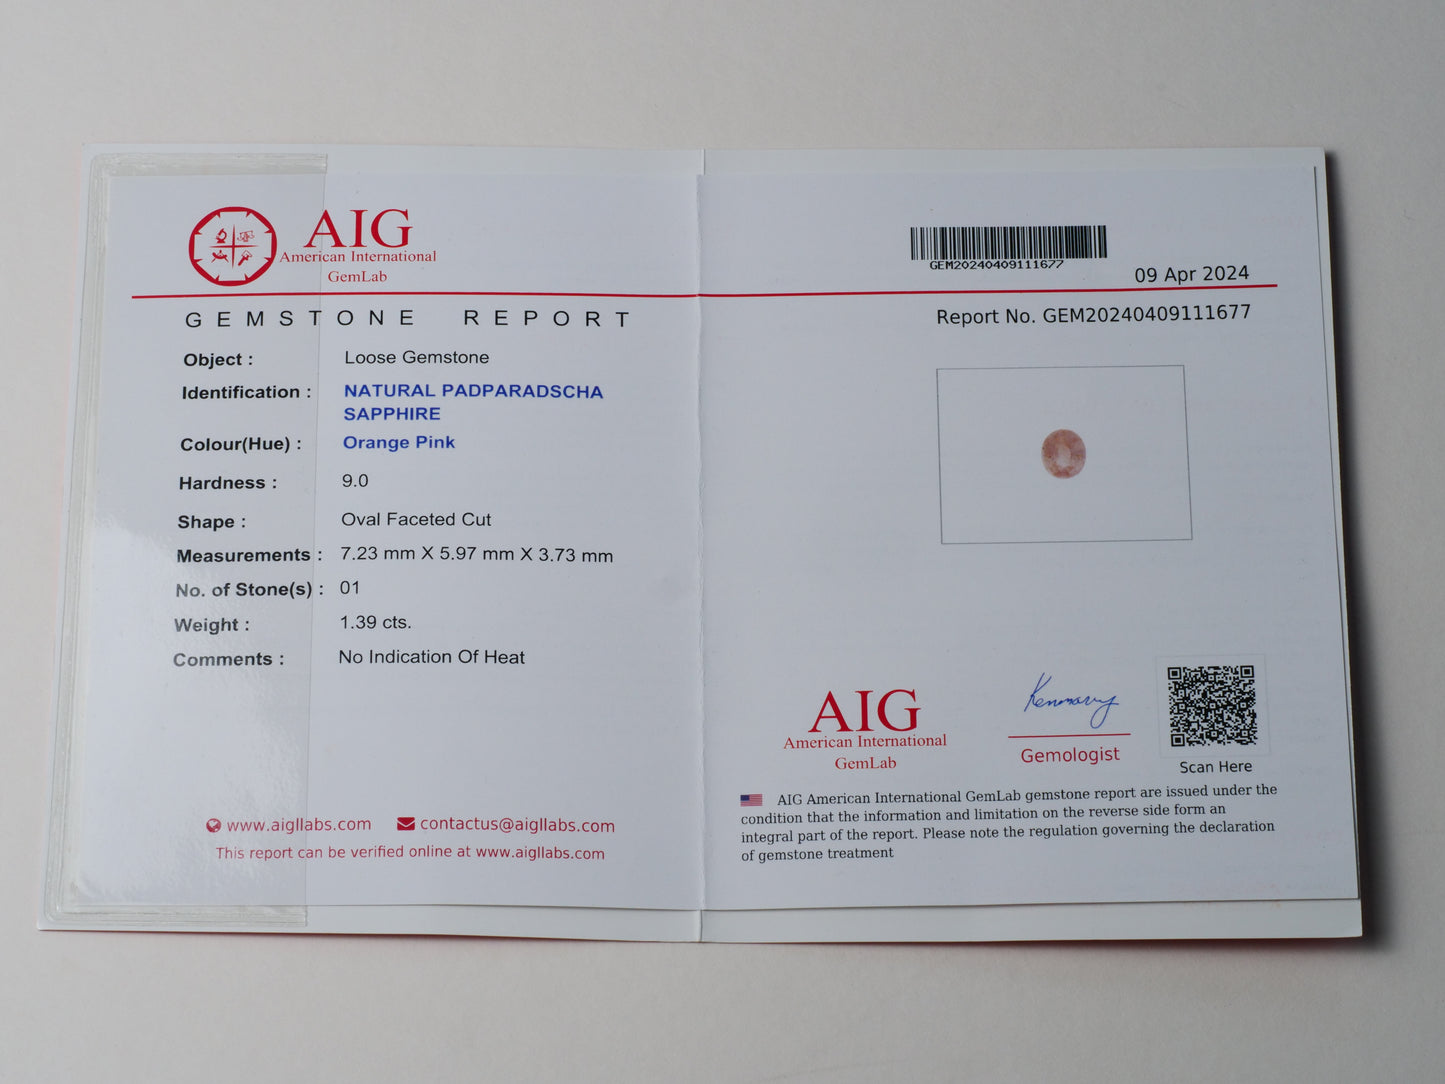 AIG
American International
GemLab
GEMSTONE REPORT
Object : Loose Gemstone
Identification : NATURAL PADPARADSCHA
SAPPHIRE
Colour(Hue) : Orange Pink
Hardness : 9.0
Shape : Oval Faceted Cut
Measurements : 7.23 mm X 5.97 mm X 3.73 mm
No. of Stone(s) : 01
Weight : 1.39 cts.
Comments : No Indication Of Heat
www.aigllabs.com contactus@aigllabs.com
This report can be verified online at www.aigllabs.com
GEM20240409111677
09 Apr 2024
Report No. GEM20240409111677
AIG
American International
GemLab
Kenmavy
Gemologist
Scan Here
AIG American International GemLab gemstone report are issued under the
condition that the information and limitation on the reverse side form an
integral part of the report. Please note the regulation governing the declaration
of gemstone treatment